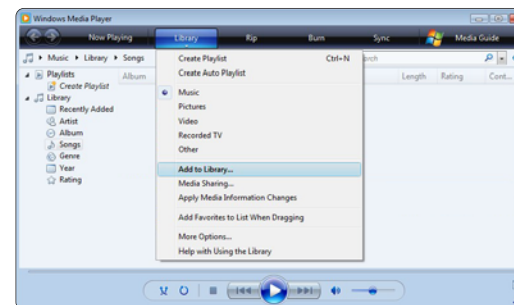 Windows Media Player
Now Playing
Library
Rip
Burn
Sync
Media Guide
Music
Library
Songs
Create Playlist Ctrl+N
Create Auto Playlist
Music
Pictures
Video
Recorded TV
Other
Add to Library...
Media Sharing...
Apply Media Information Changes
Add Favorites to List When Dragging
More Options...
Help with Using the Library
Playlists
Create Playlist
Library
Recently Added
Artist
Album
Songs
Genre
Year
Rating
Album
Length
Rating
Cont...